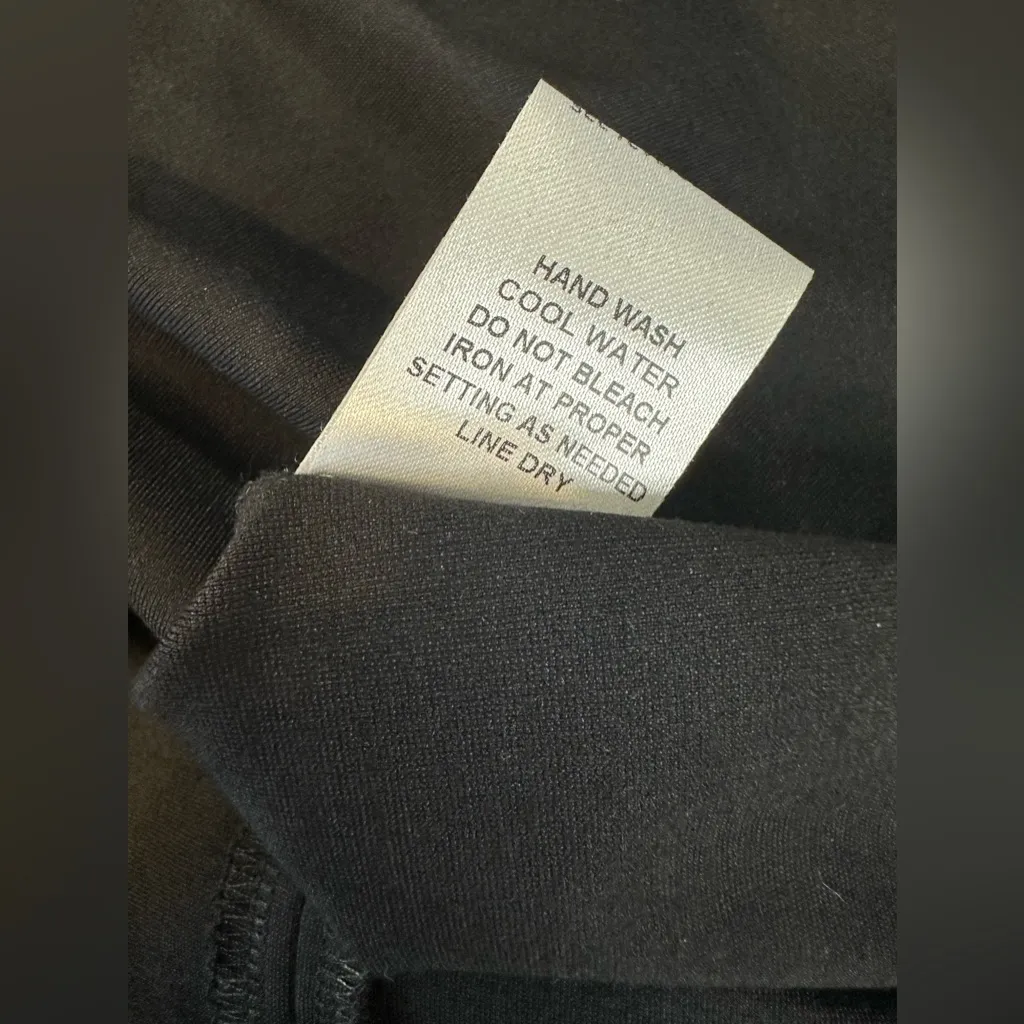 HAND WASH
COOL WATER
DO NOT BLEACH
IRON AT PROPER
SETTING AS NEEDED
LINE DRY